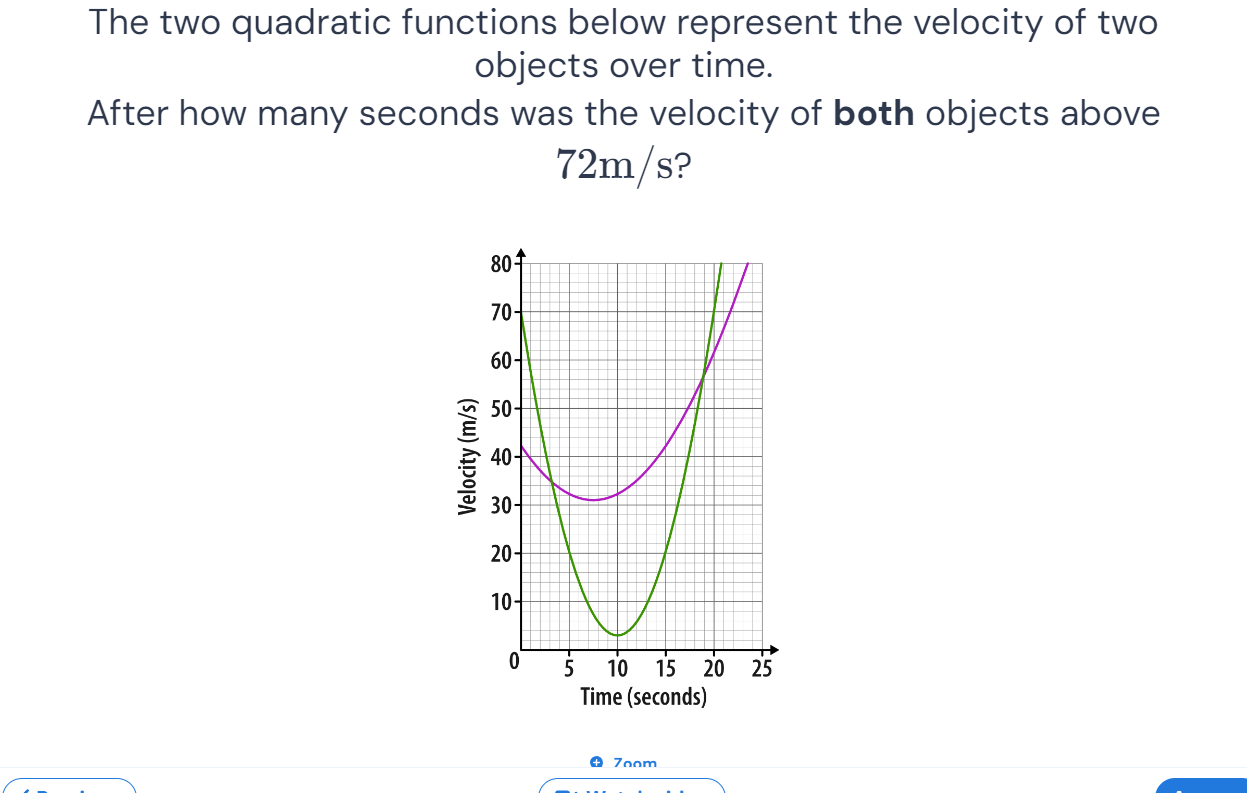 The two quadratic functions below represent the velocity of two
objects over time.
After how many seconds was the velocity of both objects above
72m/s?
80
70
60
50
40
30
20
10
0
Velocity (m/s)
5 10 15 20 25
Time (seconds)
Zoom